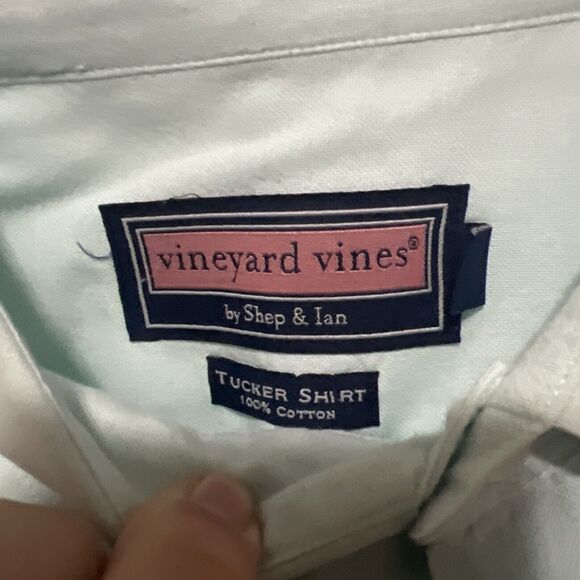 vineyard vines®
by Shep & Ian
TUCKER SHIRT
100% COTTON